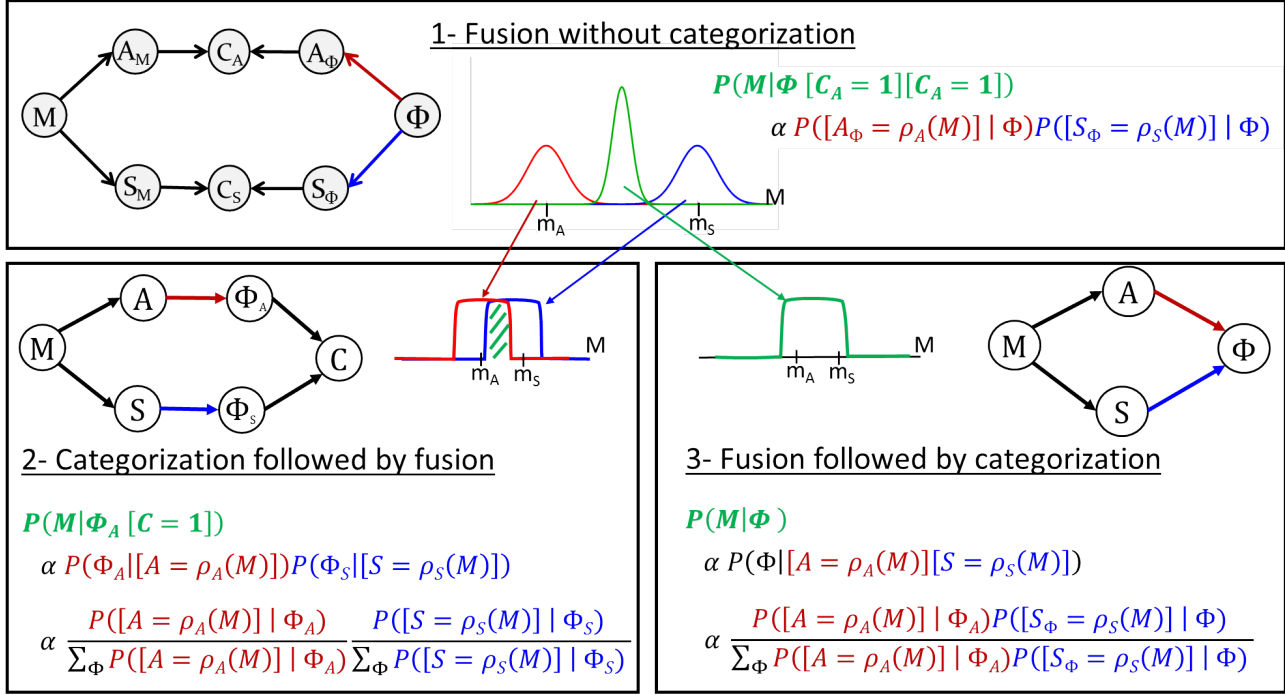 1- Fusion without categorization
A_M C_A A_Φ
M Φ
S_M C_S S_Φ
P(M|Φ [C_A = 1][C_A = 1])
α P([A_Φ = ρ_A(M)] | Φ)P([S_Φ = ρ_S(M)] | Φ)
M
m_A m_S
A Φ_A
M C
S Φ_S
M
m_A m_S
2- Categorization followed by fusion
P(M|Φ_A [C = 1])
α P(Φ_A|[A = ρ_A(M)])P(Φ_S|[S = ρ_S(M)])
α P([A = ρ_A(M)] | Φ_A) P([S = ρ_S(M)] | Φ_S)
∑_Φ P([A = ρ_A(M)] | Φ_A) ∑_Φ P([S = ρ_S(M)] | Φ_S)
M
m_A m_S
A
M Φ
S
3- Fusion followed by categorization
P(M|Φ )
α P(Φ|[A = ρ_A(M)][S = ρ_S(M)])
α P([A = ρ_A(M)] | Φ_A)P([S_Φ = ρ_S(M)] | Φ)
∑_Φ P([A = ρ_A(M)] | Φ_A)P([S_Φ = ρ_S(M)] | Φ)